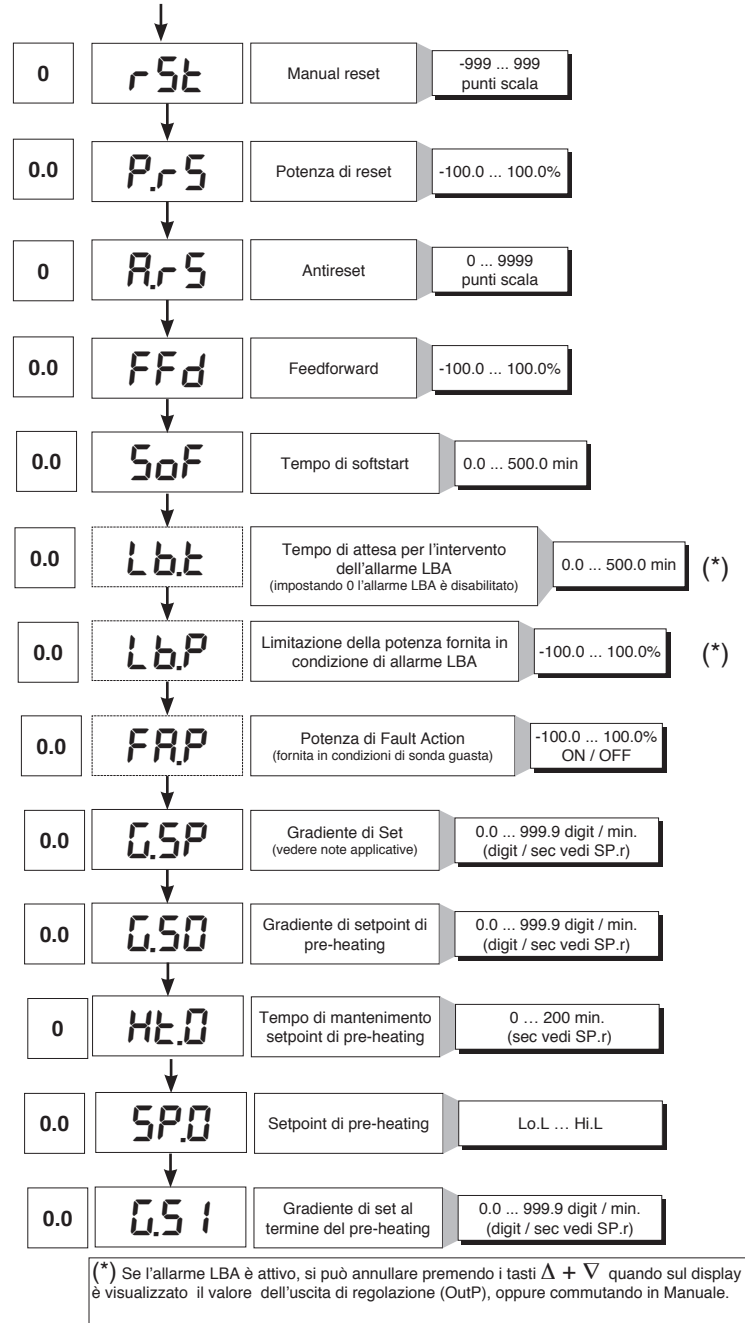 0
rSt
Manual reset
-999 ... 999
punti scala
0.0
P.rS
Potenza di reset
-100.0 ... 100.0%
0
A.rS
Antireset
0 ... 9999
punti scala
0.0
FFd
Feedforward
-100.0 ... 100.0%
0.0
SoF
Tempo di softstart
0.0 ... 500.0 min
0.0
Lb.t
Tempo di attesa per l'intervento
dell'allarme LBA
(impostando 0 l'allarme LBA è disabilitato)
0.0 ... 500.0 min
(*)
0.0
Lb.P
Limitazione della potenza fornita in
condizione di allarme LBA
-100.0 ... 100.0%
(*)
0.0
FA.P
Potenza di Fault Action
(fornita in condizioni di sonda guasta)
-100.0 ... 100.0%
ON / OFF
0.0
G.SP
Gradiente di Set
(vedere note applicative)
0.0 ... 999.9 digit / min.
(digit / sec vedi SP.r)
0.0
G.S0
Gradiente di setpoint di
pre-heating
0.0 ... 999.9 digit / min.
(digit / sec vedi SP.r)
0
Ht.0
Tempo di mantenimento
setpoint di pre-heating
0 … 200 min.
(sec vedi SP.r)
0.0
SP.0
Setpoint di pre-heating
Lo.L … Hi.L
0.0
G.S1
Gradiente di set al
termine del pre-heating
0.0 ... 999.9 digit / min.
(digit / sec vedi SP.r)
(*) Se l'allarme LBA è attivo, si può annullare premendo i tasti Δ + ∇ quando sul display
è visualizzato il valore dell'uscita di regolazione (OutP), oppure commutando in Manuale.